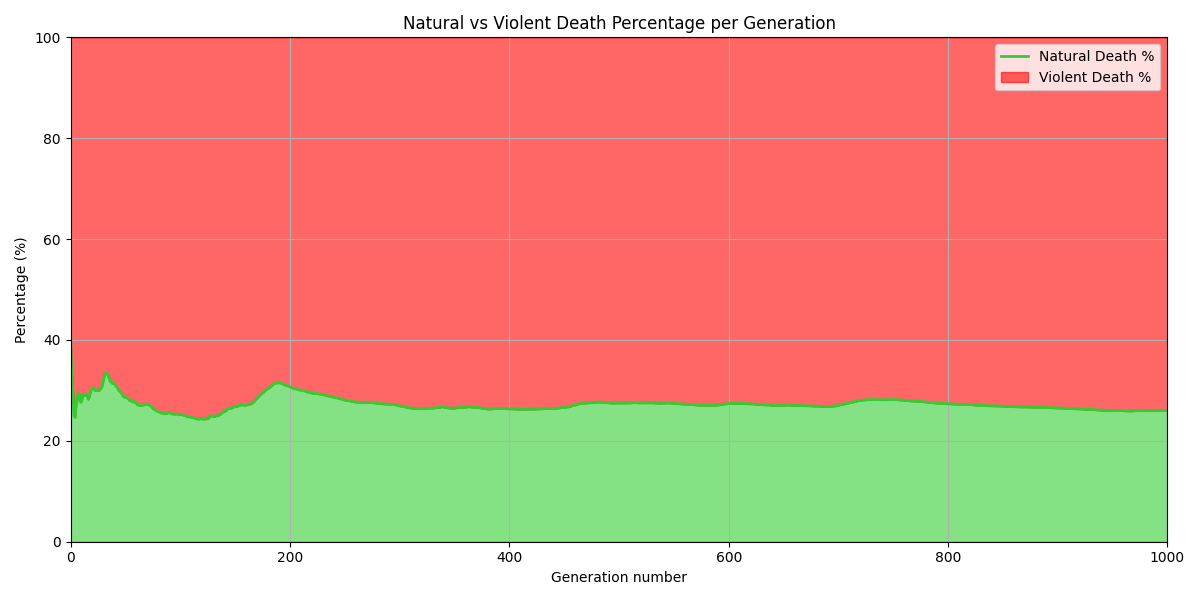 Natural vs Violent Death Percentage per Generation
100
80
60
40
20
0
Percentage (%)
Natural Death %
Violent Death %
0 200 400 600 800 1000
Generation number